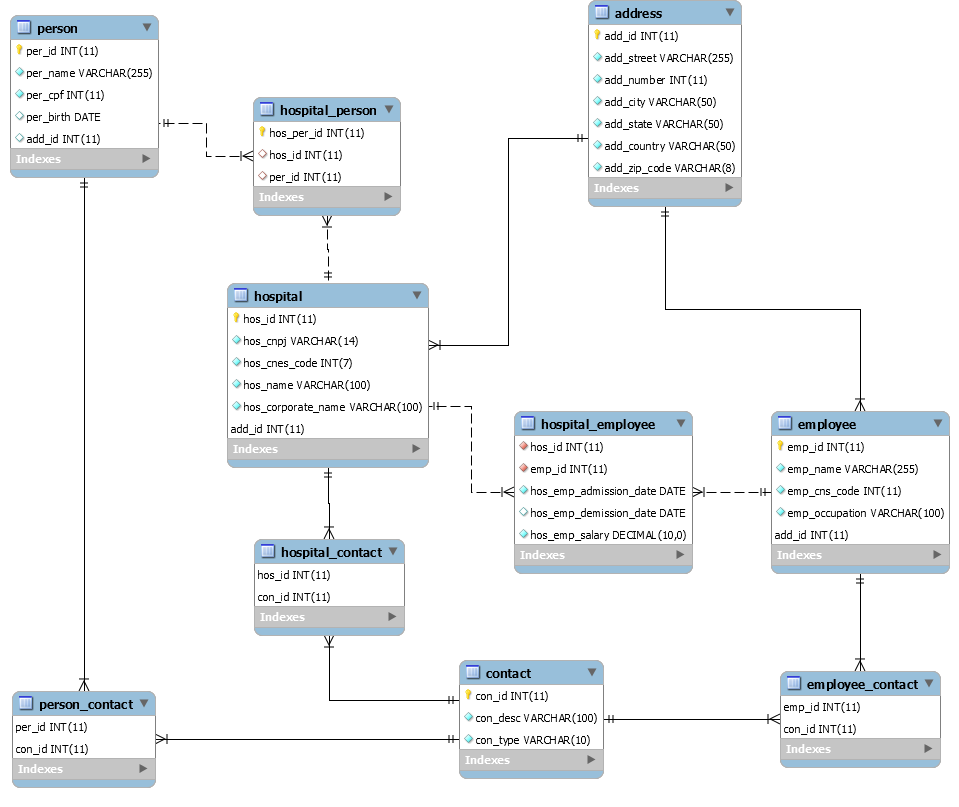 person
per_id INT(11)
per_name VARCHAR(255)
per_cpf INT(11)
per_birth DATE
add_id INT(11)
Indexes
address
add_id INT(11)
add_street VARCHAR(255)
add_number INT(11)
add_city VARCHAR(50)
add_state VARCHAR(50)
add_country VARCHAR(50)
add_zip_code VARCHAR(8)
Indexes
hospital_person
hos_per_id INT(11)
hos_id INT(11)
per_id INT(11)
Indexes
hospital
hos_id INT(11)
hos_cnpj VARCHAR(14)
hos_cnes_code INT(7)
hos_name VARCHAR(100)
hos_corporate_name VARCHAR(100)
add_id INT(11)
Indexes
hospital_employee
hos_id INT(11)
emp_id INT(11)
hos_emp_admission_date DATE
hos_emp_demission_date DATE
hos_emp_salary DECIMAL(10,0)
Indexes
employee
emp_id INT(11)
emp_name VARCHAR(255)
emp_cns_code INT(11)
emp_occupation VARCHAR(100)
add_id INT(11)
Indexes
hospital_contact
hos_id INT(11)
con_id INT(11)
Indexes
contact
con_id INT(11)
con_desc VARCHAR(100)
con_type VARCHAR(10)
Indexes
employee_contact
emp_id INT(11)
con_id INT(11)
Indexes
person_contact
per_id INT(11)
con_id INT(11)
Indexes